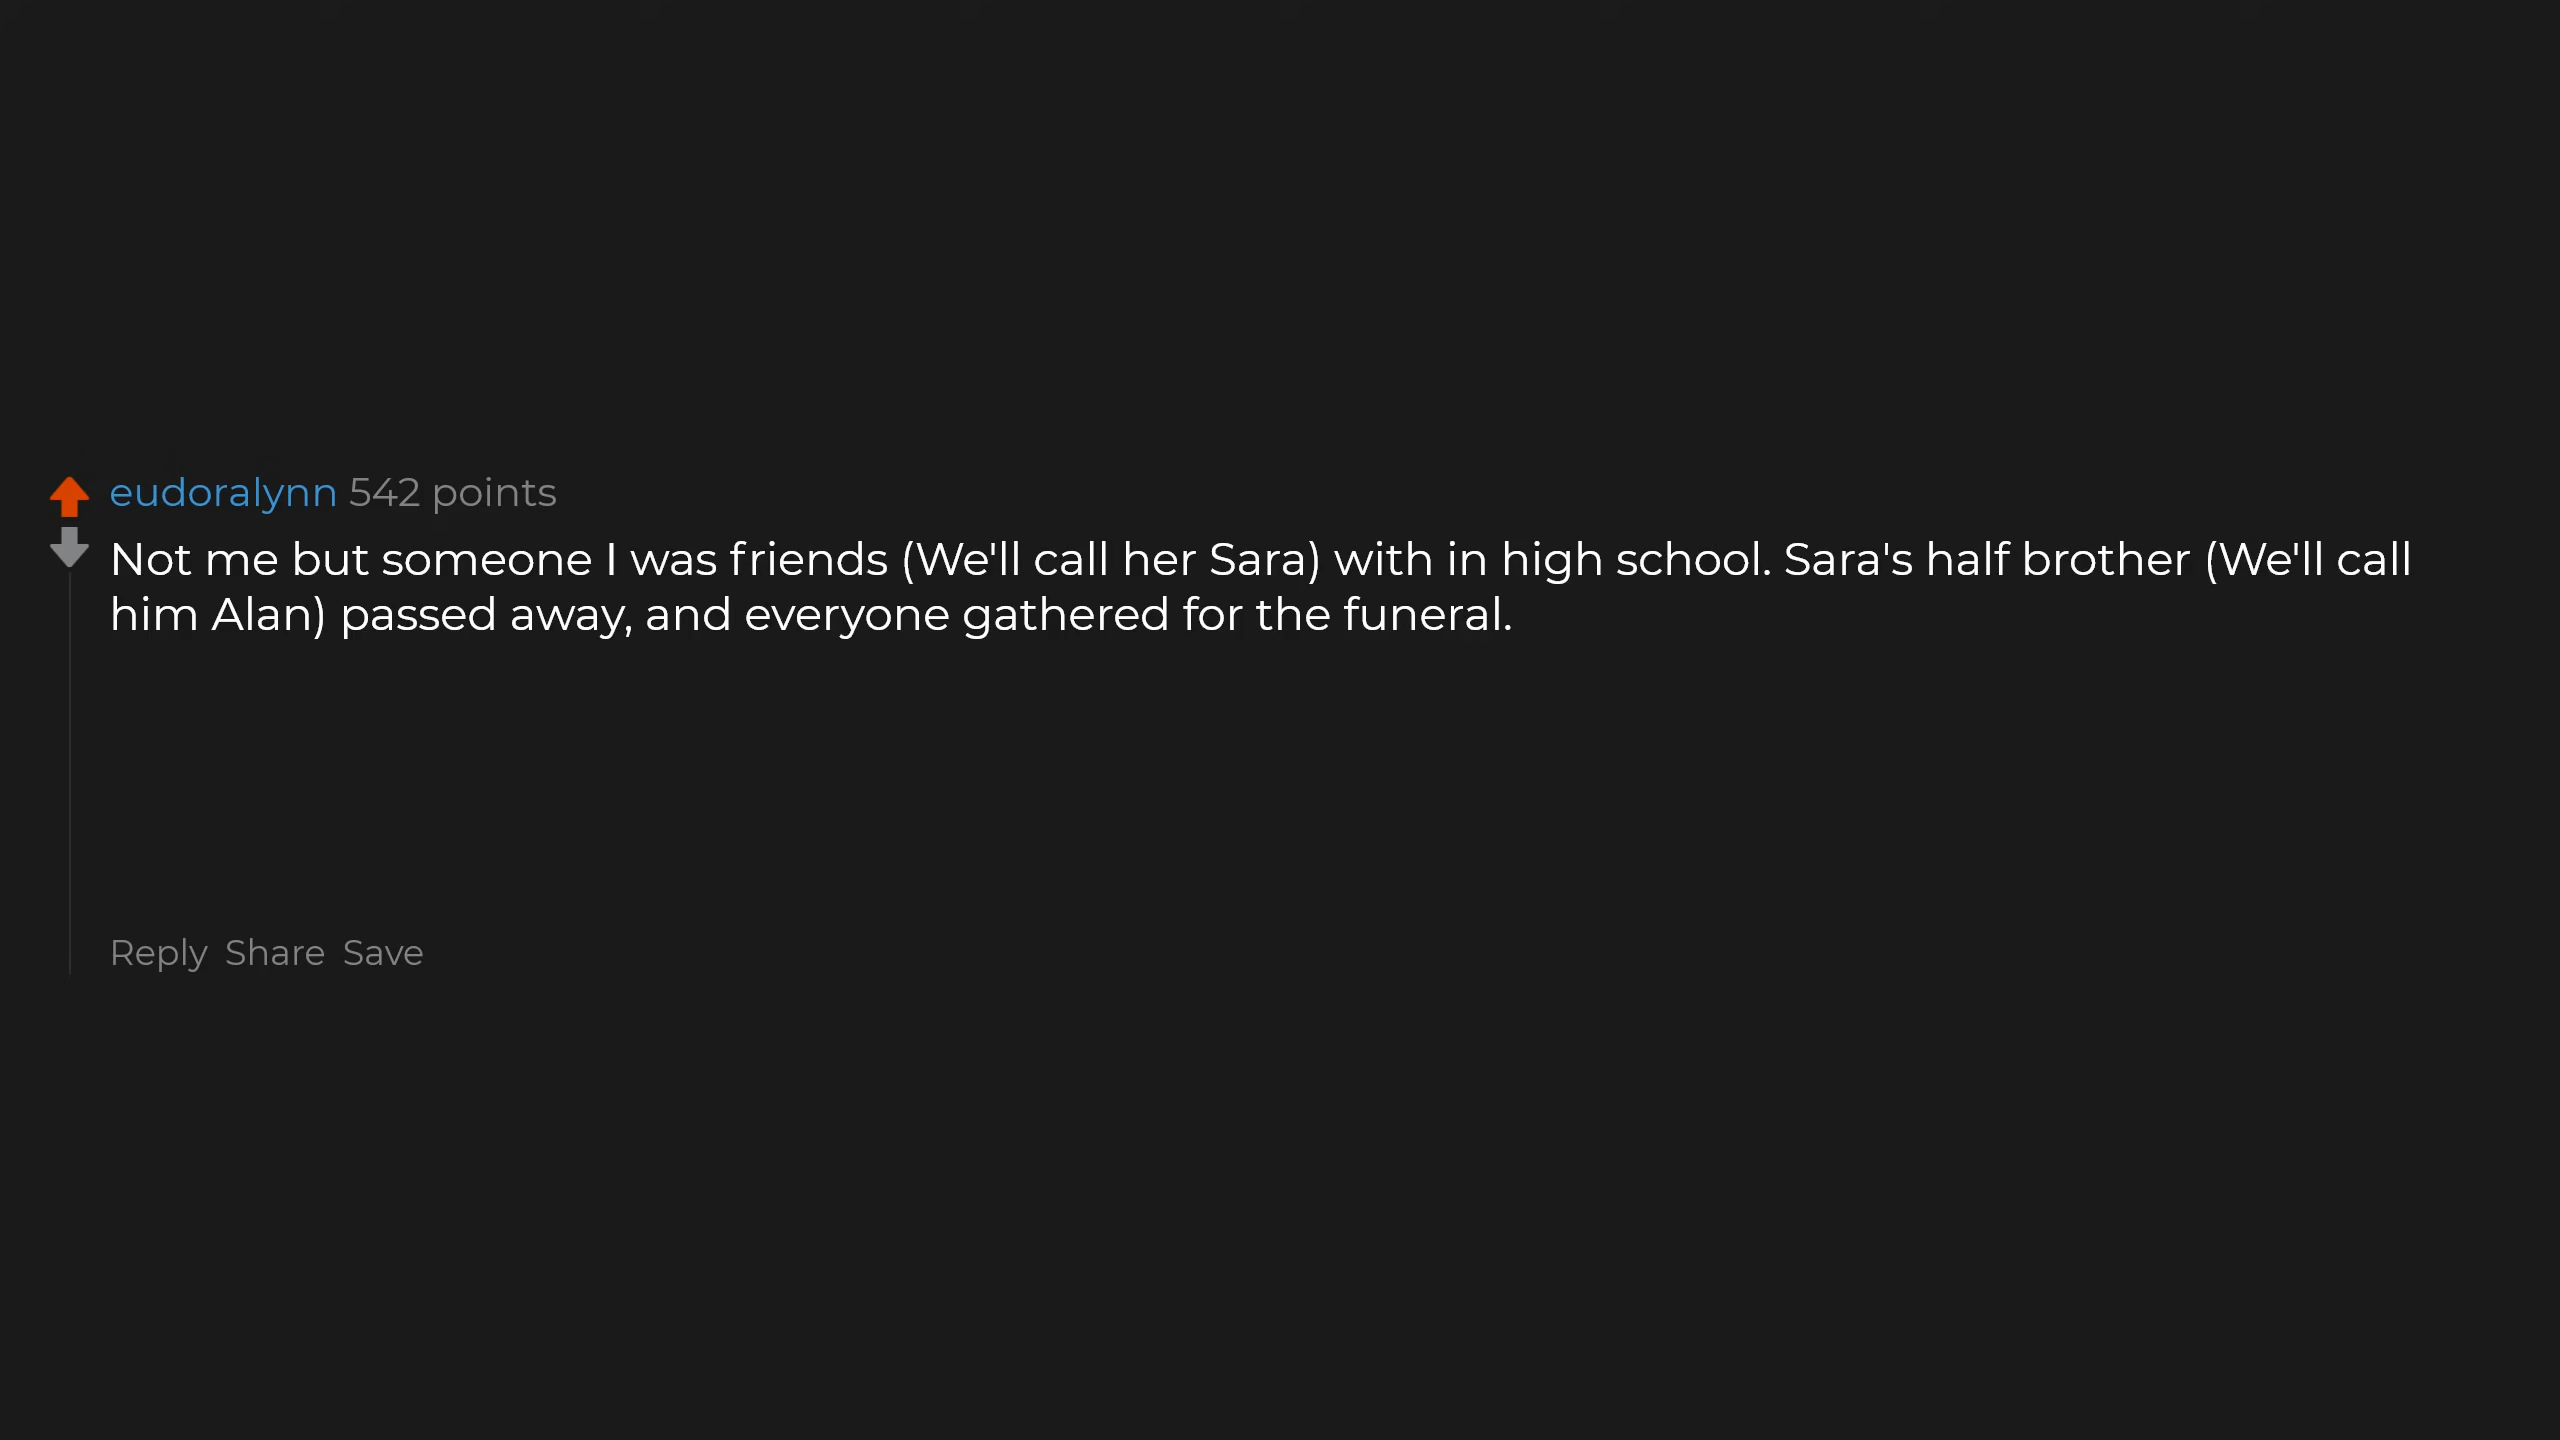 eudoralynn 542 points
Not me but someone I was friends (We'll call her Sara) with in high school. Sara's half brother (We'll call
him Alan) passed away, and everyone gathered for the funeral.
Reply Share Save